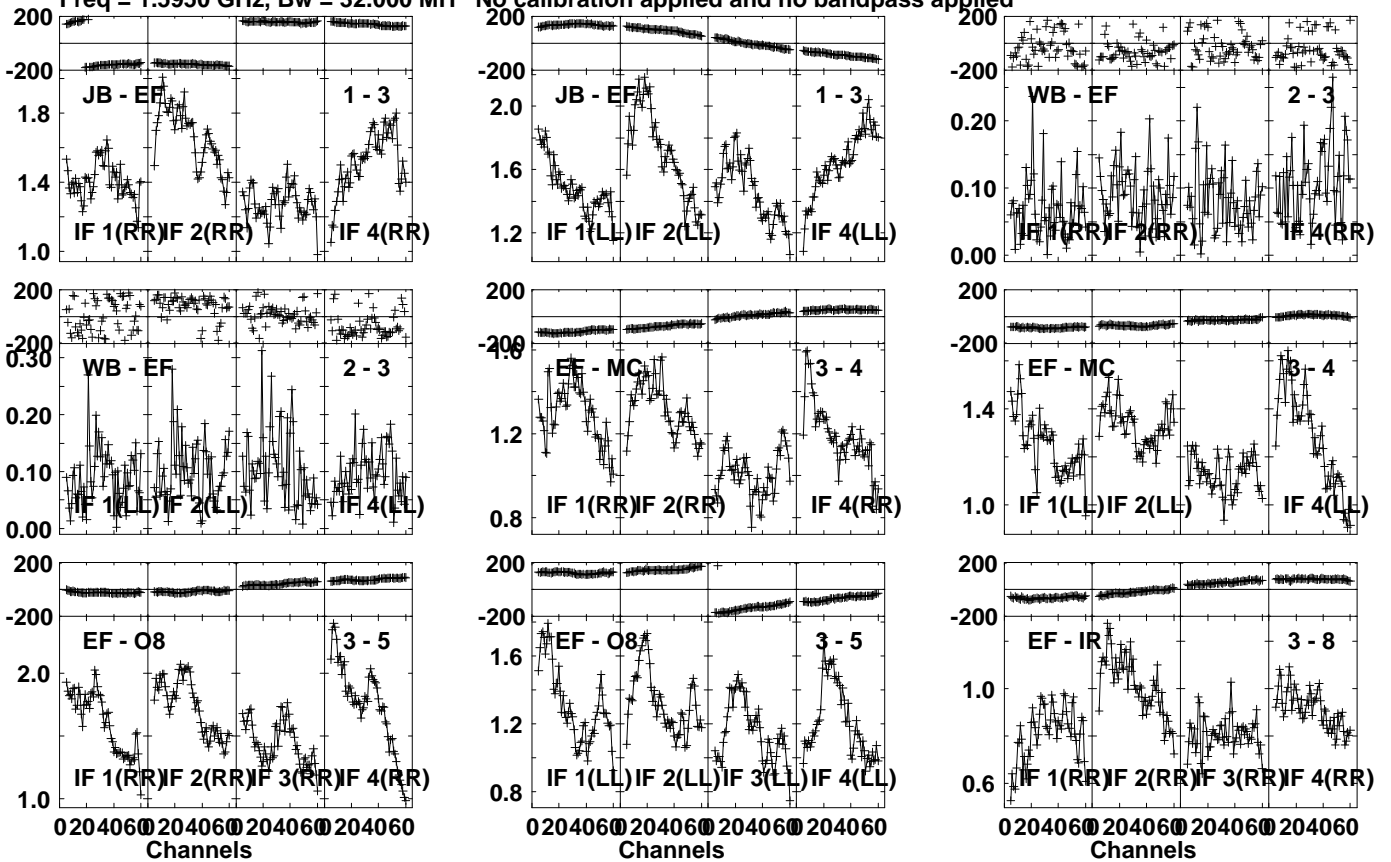 Freq = 1.5950 GHz, Bw = 32.000 MH No calibration applied and no bandpass applied
200
-200
JB - EF
1 - 3
1.8
1.4
1.0
IF 1(RR)
IF 2(RR)
IF 4(RR)
200
-200
JB - EF
1 - 3
2.0
1.6
1.2
IF 1(LL)
IF 2(LL)
IF 4(LL)
200
-200
WB - EF
2 - 3
0.20
0.10
0.00
IF 1(RR)
IF 2(RR)
IF 4(RR)
200
-200
WB - EF
2 - 3
0.30
0.20
0.10
0.00
IF 1(LL)
IF 2(LL)
IF 4(LL)
200
-200
EF - MC
3 - 4
1.6
1.2
0.8
IF 1(RR)
IF 2(RR)
IF 4(RR)
200
-200
EF - MC
3 - 4
1.4
1.0
IF 1(LL)
IF 2(LL)
IF 4(LL)
200
-200
EF - O8
3 - 5
2.0
1.0
IF 1(RR)
IF 2(RR)
IF 3(RR)
IF 4(RR)
0 20 40 60 0 20 40 60 0 20 40 60 0 20 40 60
Channels
200
-200
EF - O8
3 - 5
1.6
1.2
0.8
IF 1(LL)
IF 2(LL)
IF 3(LL)
IF 4(LL)
0 20 40 60 0 20 40 60 0 20 40 60 0 20 40 60
Channels
200
-200
EF - IR
3 - 8
1.0
0.6
IF 1(RR)
IF 2(RR)
IF 3(RR)
IF 4(RR)
0 20 40 60 0 20 40 60 0 20 40 60 0 20 40 60
Channels